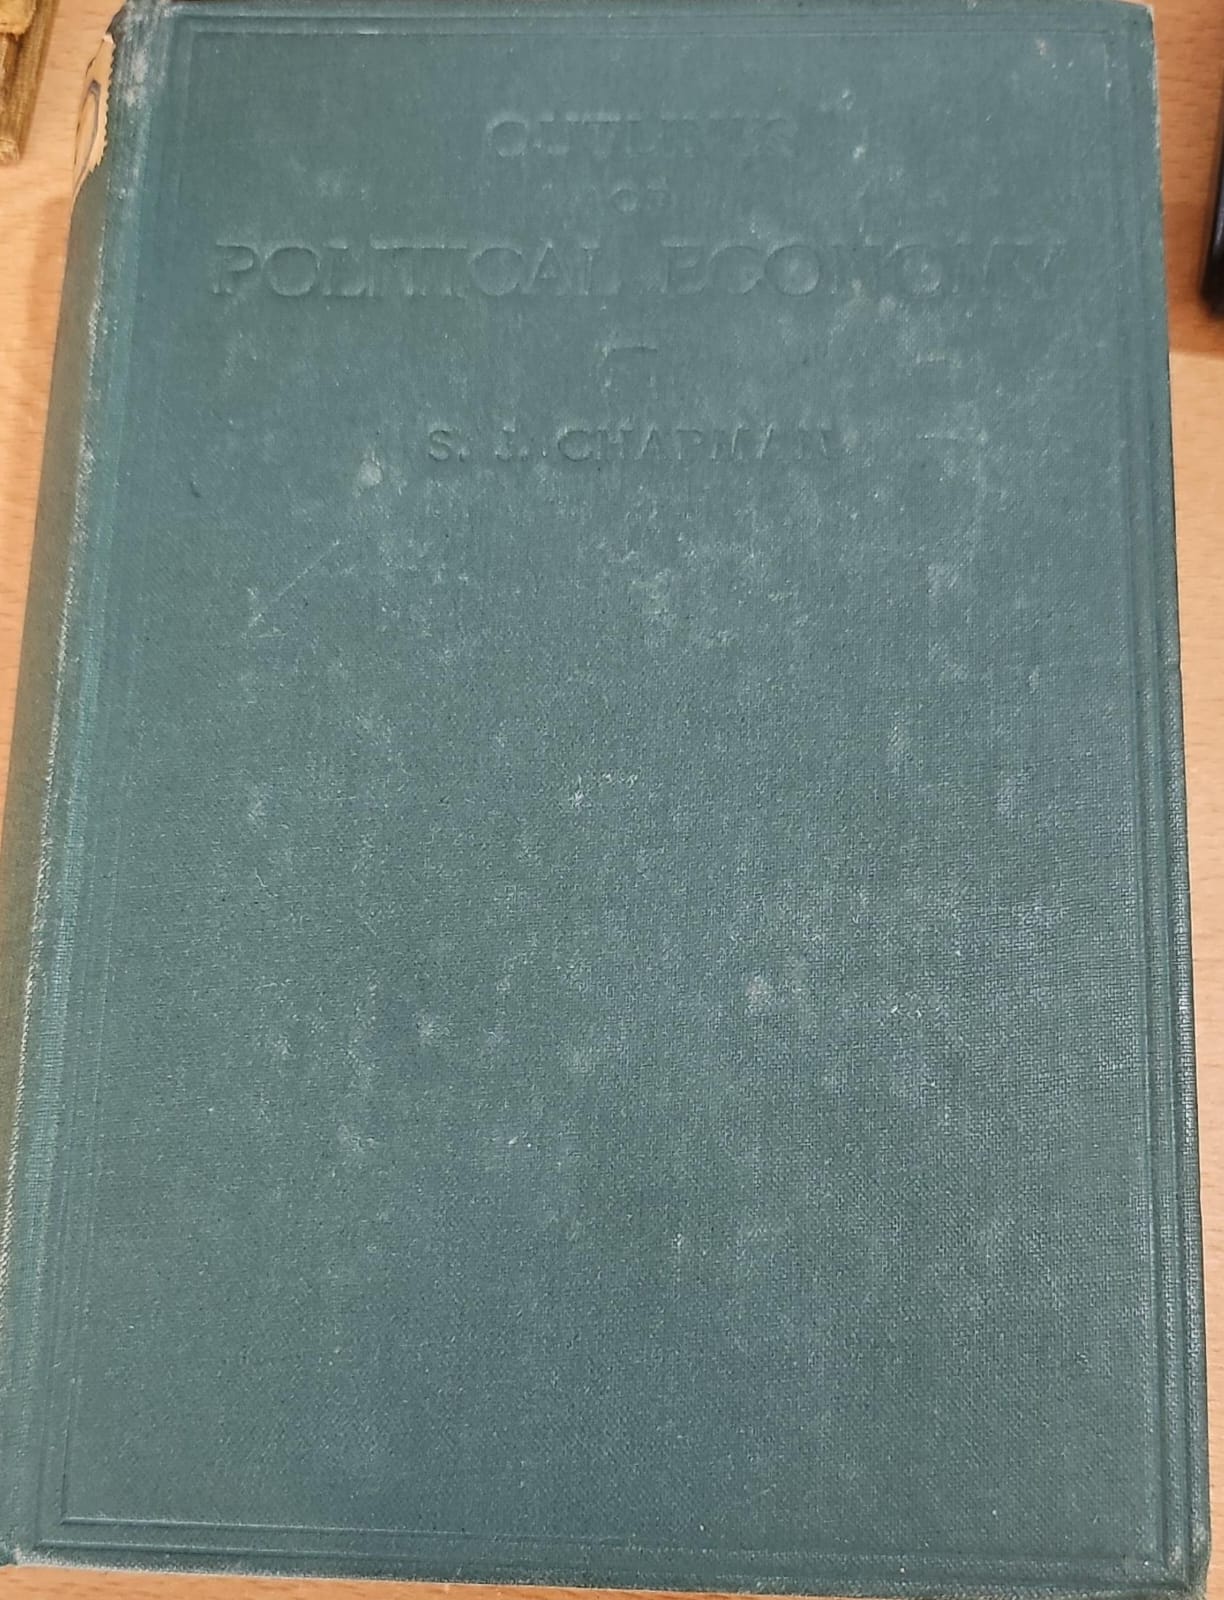 OUTLINES
OF
POLITICAL ECONOMY
S. J. CHAPMAN